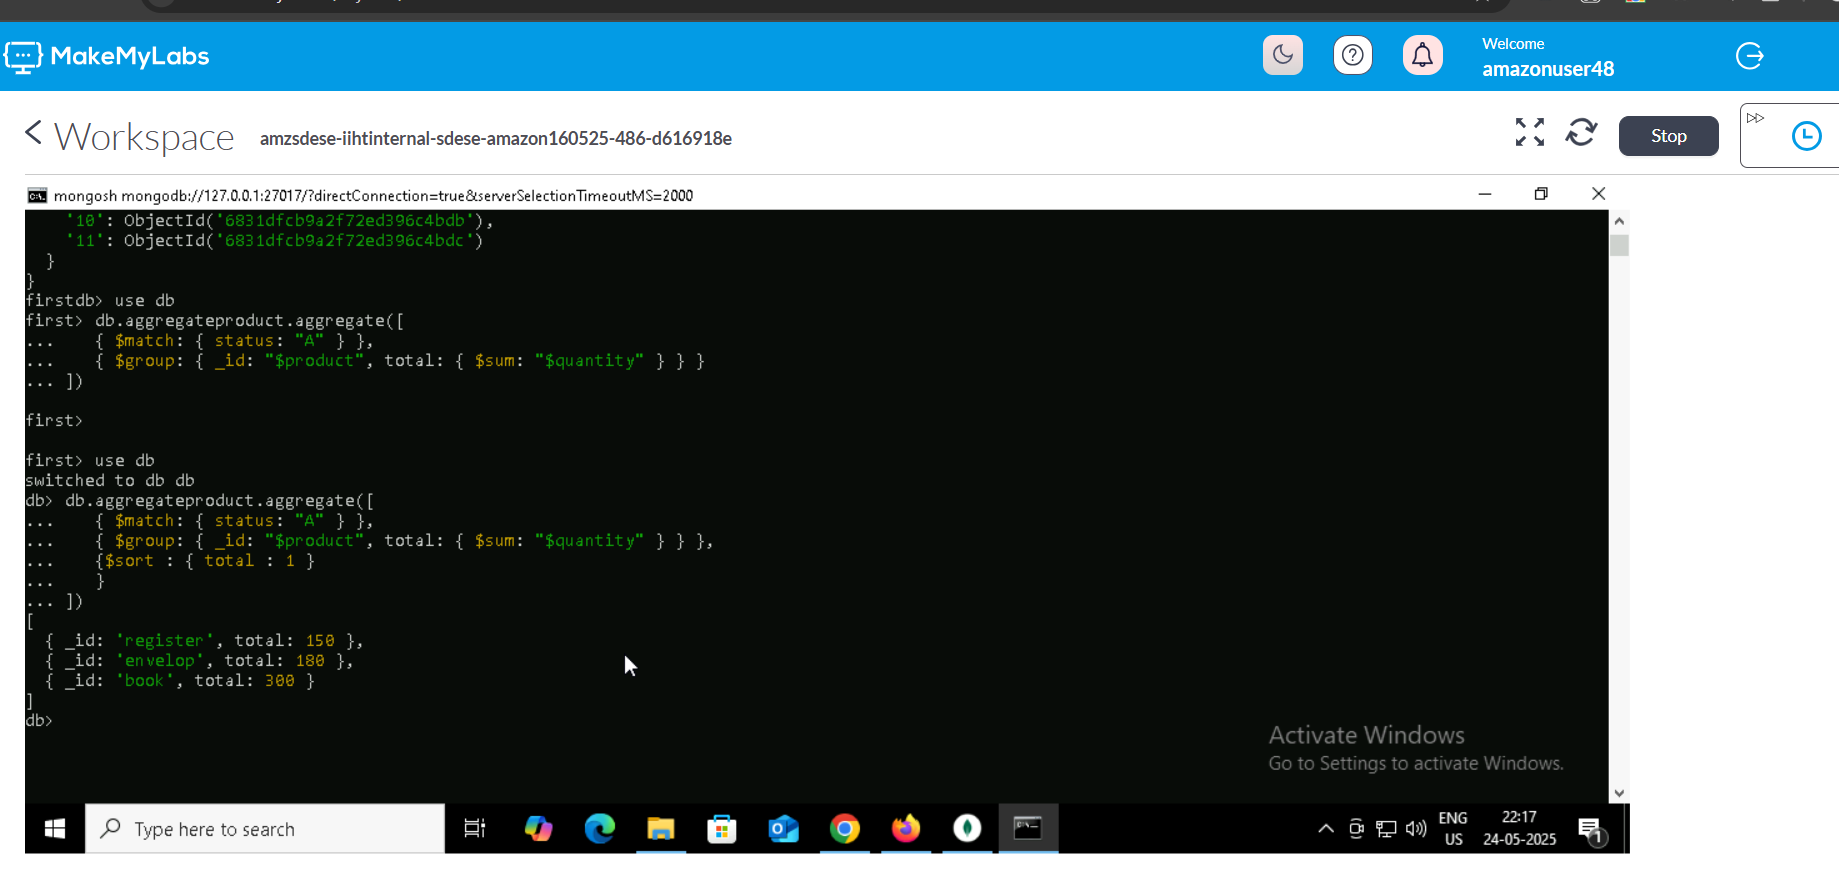 MakeMyLabs
Welcome
amazonuser48
Workspace
amzsdese-iihtinternal-sdese-amazon160525-486-d616918e
Stop
mongosh mongodb://127.0.0.1:27017/?directConnection=true&serverSelectionTimeoutMS=2000
'10': ObjectId('6831dfcb9a2f72ed396c4bdb'),
'11': ObjectId('6831dfcb9a2f72ed396c4bdc')
}
}
firstdb> use db
first> db.aggregateproduct.aggregate([
... { $match: { status: "A" } },
... { $group: { _id: "$product", total: { $sum: "$quantity" } } }
... ])
first>
first> use db
switched to db db
db> db.aggregateproduct.aggregate([
... { $match: { status: "A" } },
... { $group: { _id: "$product", total: { $sum: "$quantity" } } },
... {$sort : { total : 1 }
... }
... ])
[
{ _id: 'register', total: 150 },
{ _id: 'envelop', total: 180 },
{ _id: 'book', total: 300 }
]
db>
Activate Windows
Go to Settings to activate Windows.
Type here to search
ENG
US
22:17
24-05-2025
1